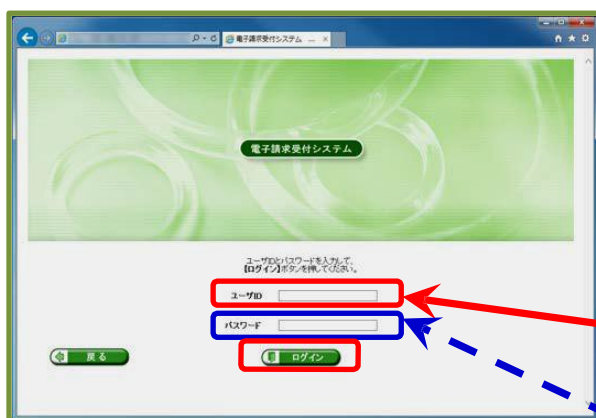 電子請求受付システム ... ×
電子請求受付システム
ユーザIDとパスワードを入力して、
【ログイン】ボタンを押してください。
ユーザID
パスワード
戻る
ログイン